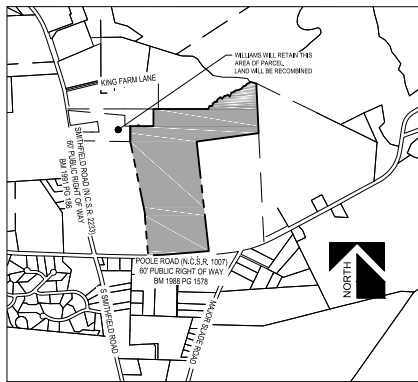 WILLIAMS WILL RETAIN THIS
AREA OF PARCEL,
LAND WILL BE RECOMBINED
KING FARM LANE
SMITHFIELD ROAD (N.C.S.R. 2233)
60' PUBLIC RIGHT OF WAY
BM 1991 PG 186
POOLE ROAD (N.C.S.R. 1007)
60' PUBLIC RIGHT OF WAY
BM 1988 PG 1578
S SMITHFIELD ROAD
MAJOR SLADE ROAD
NORTH